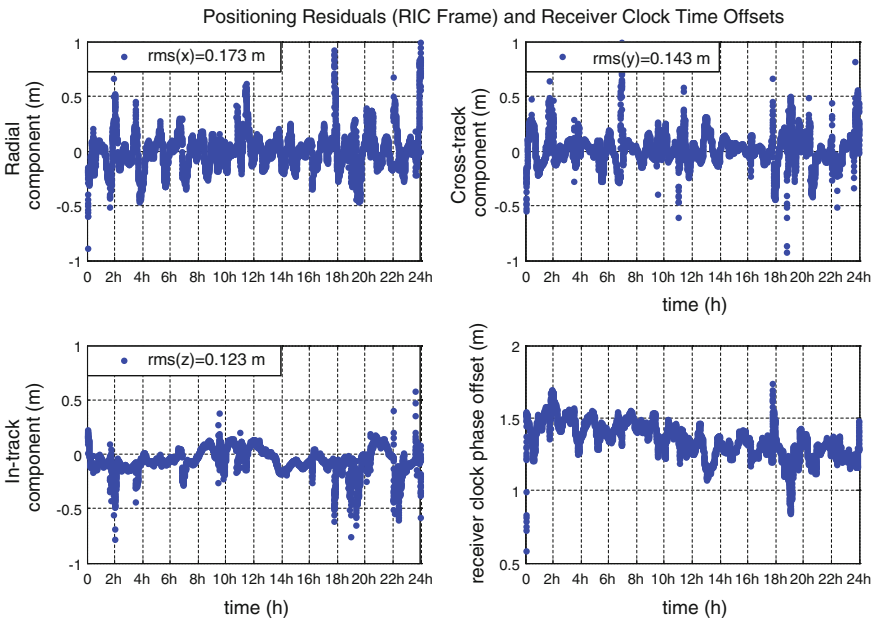 Positioning Residuals (RIC Frame) and Receiver Clock Time Offsets
Radial
component (m)
1
0.5
0
-0.5
-1
rms(x)=0.173 m
0 2h 4h 6h 8h 10h 12h 14h 16h 18h 20h 22h 24h
Cross-track
component (m)
1
0.5
0
-0.5
-1
rms(y)=0.143 m
0 2h 4h 6h 8h 10h 12h 14h 16h 18h 20h 22h 24h
time (h)
In-track
component (m)
1
0.5
0
-0.5
-1
rms(z)=0.123 m
0 2h 4h 6h 8h 10h 12h 14h 16h 18h 20h 22h 24h
time (h)
receiver clock phase offset (m)
2
1.5
1
0.5
0 2h 4h 6h 8h 10h 12h 14h 16h 18h 20h 22h 24h
time (h)